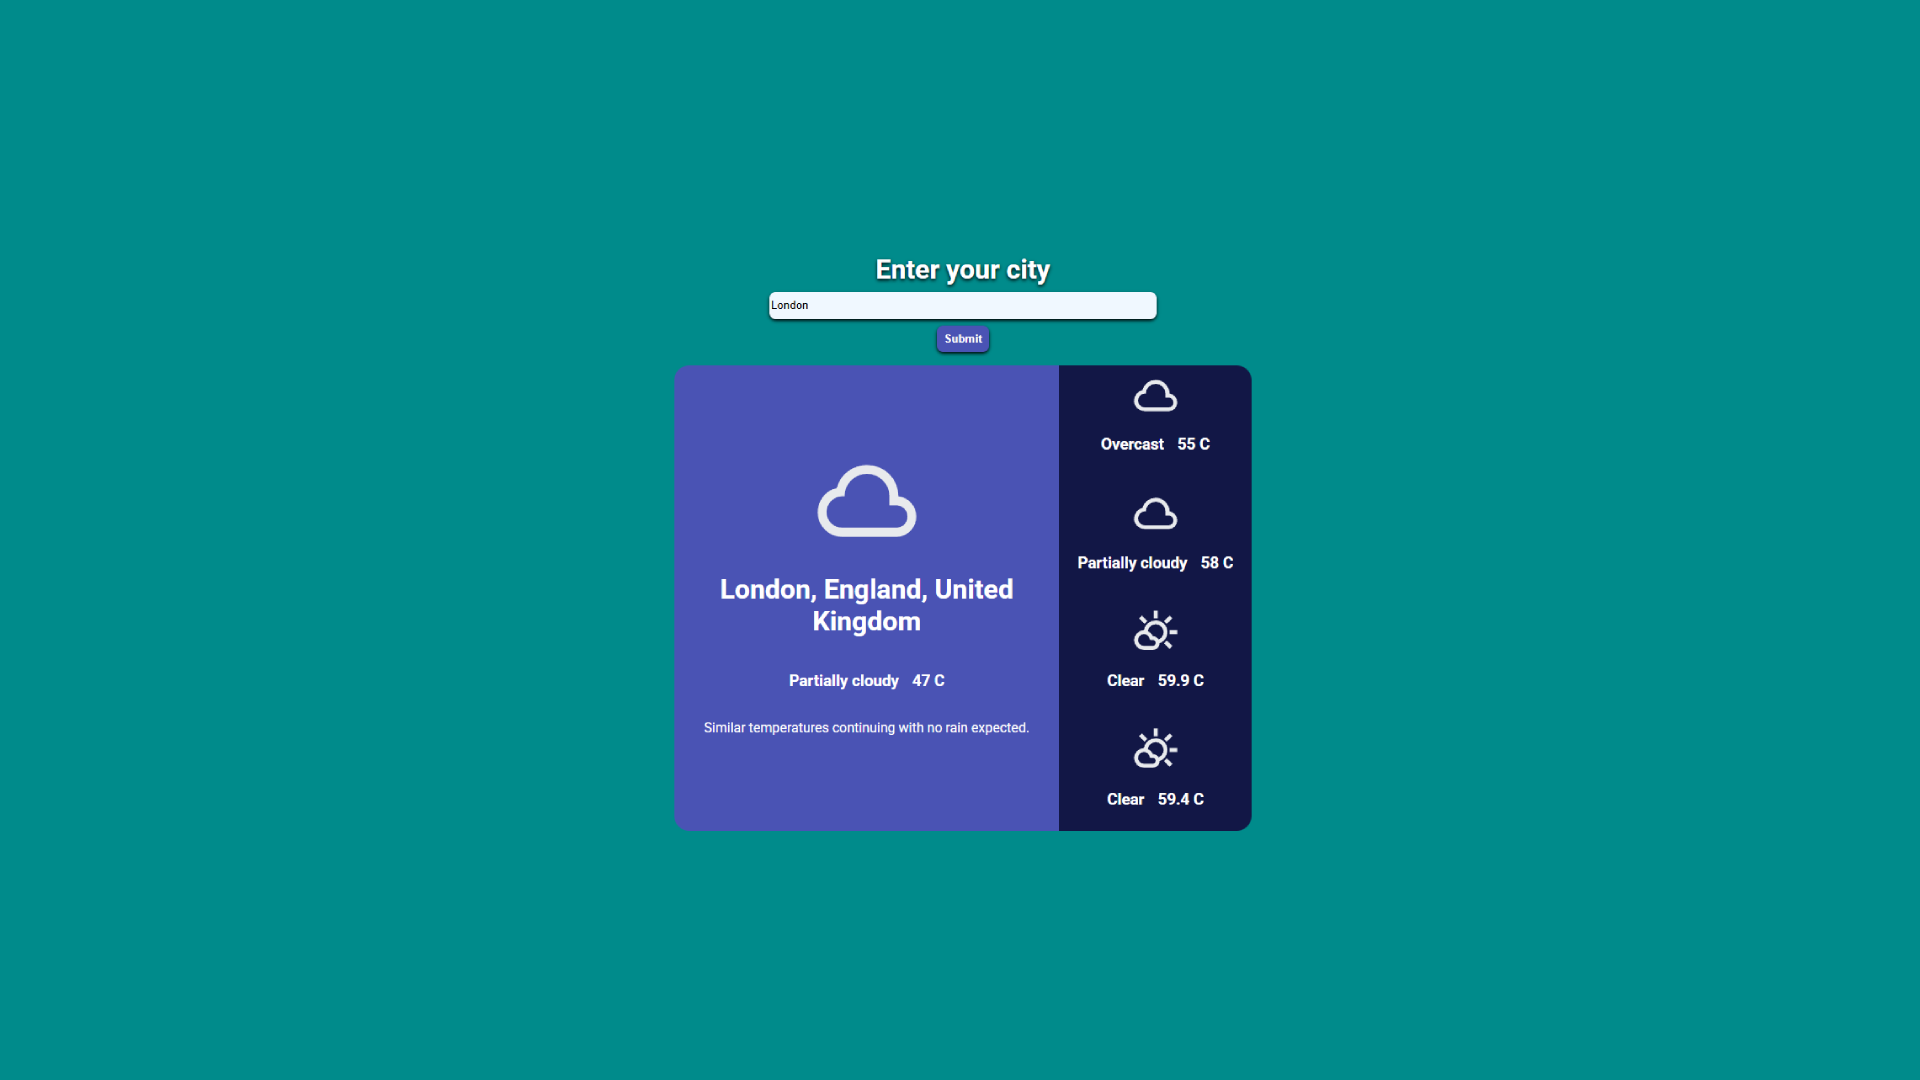 Enter your city
London
Submit
London, England, United
Kingdom
Partially cloudy 47 C
Similar temperatures continuing with no rain expected.
Overcast 55 C
Partially cloudy 58 C
Clear 59.9 C
Clear 59.4 C